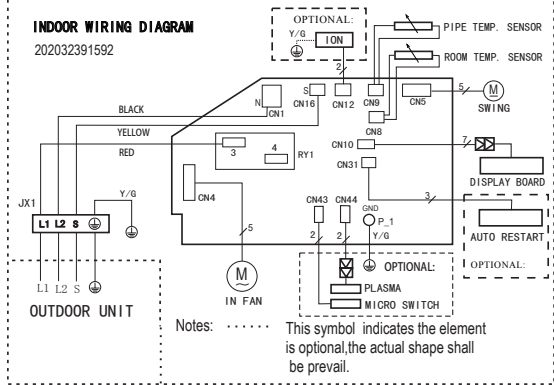 INDOOR WIRING DIAGRAM
202032391592
OPTIONAL:
Y/G
ION
2
PIPE TEMP. SENSOR
ROOM TEMP. SENSOR
N
CN1
S
CN16
CN12
CN9
CN8
CN5
5
M
SWING
BLACK
YELLOW
RED
3
4
RY1
CN10
7
CN31
DISPLAY BOARD
3
AUTO RESTART
OPTIONAL:
CN4
CN43
CN44
GND
P_1
Y/G
2
2
5
M
IN FAN
OPTIONAL:
PLASMA
MICRO SWITCH
JX1
Y/G
L1 L2 S
L1 L2 S
OUTDOOR UNIT
Notes: ······ This symbol indicates the element
is optional,the actual shape shall
be prevail.